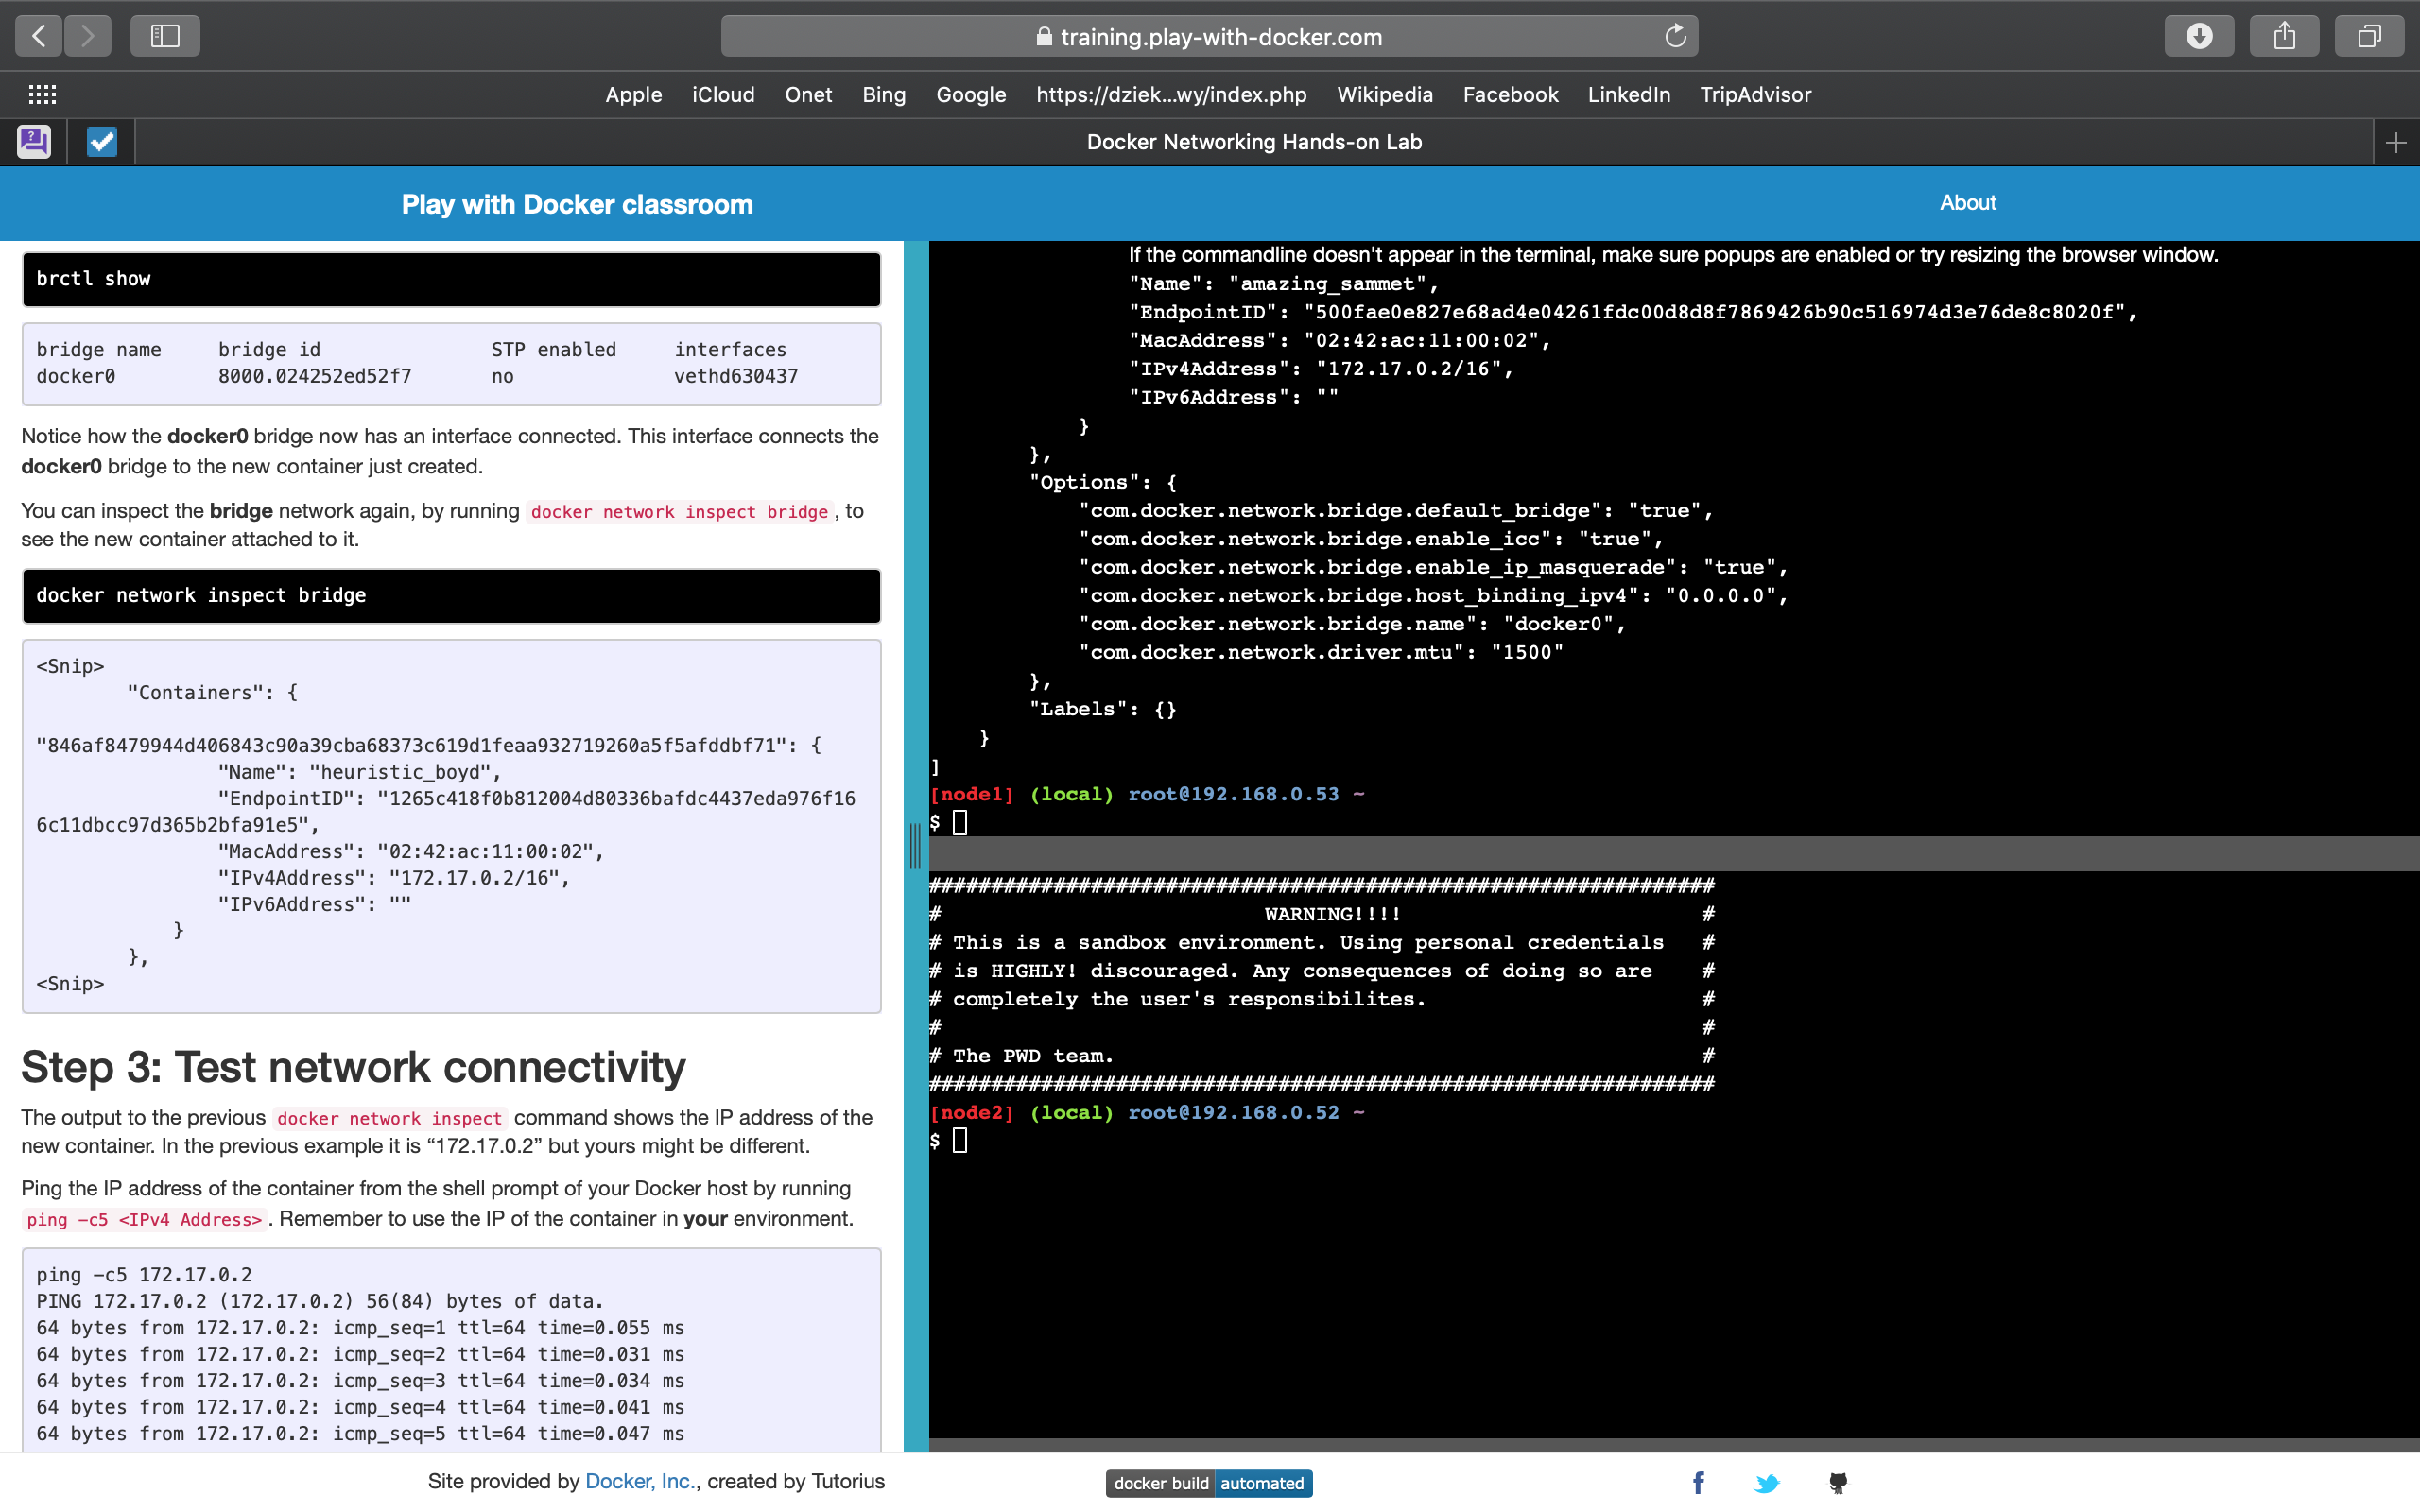 training.play-with-docker.com
Apple iCloud Onet Bing Google https://dziek...wy/index.php Wikipedia Facebook LinkedIn TripAdvisor
Docker Networking Hands-on Lab
Play with Docker classroom
About
brctl show
bridge name bridge id STP enabled interfaces
docker0 8000.024252ed52f7 no vethd630437
Notice how the docker0 bridge now has an interface connected. This interface connects the
docker0 bridge to the new container just created.
You can inspect the bridge network again, by running docker network inspect bridge , to
see the new container attached to it.
docker network inspect bridge
<Snip>
"Containers": {
"846af8479944d406843c90a39cba68373c619d1feaa932719260a5f5afddbf71": {
"Name": "heuristic_boyd",
"EndpointID": "1265c418f0b812004d80336bafdc4437eda976f16
6c11dbcc97d365b2bfa91e5",
"MacAddress": "02:42:ac:11:00:02",
"IPv4Address": "172.17.0.2/16",
"IPv6Address": ""
}
},
<Snip>
Step 3: Test network connectivity
The output to the previous docker network inspect command shows the IP address of the
new container. In the previous example it is “172.17.0.2” but yours might be different.
Ping the IP address of the container from the shell prompt of your Docker host by running
ping -c5 <IPv4 Address> . Remember to use the IP of the container in your environment.
ping -c5 172.17.0.2
PING 172.17.0.2 (172.17.0.2) 56(84) bytes of data.
64 bytes from 172.17.0.2: icmp_seq=1 ttl=64 time=0.055 ms
64 bytes from 172.17.0.2: icmp_seq=2 ttl=64 time=0.031 ms
64 bytes from 172.17.0.2: icmp_seq=3 ttl=64 time=0.034 ms
64 bytes from 172.17.0.2: icmp_seq=4 ttl=64 time=0.041 ms
64 bytes from 172.17.0.2: icmp_seq=5 ttl=64 time=0.047 ms
If the commandline doesn't appear in the terminal, make sure popups are enabled or try resizing the browser window.
"Name": "amazing_sammet",
"EndpointID": "500fae0e827e68ad4e04261fdc00d8d8f7869426b90c516974d3e76de8c8020f",
"MacAddress": "02:42:ac:11:00:02",
"IPv4Address": "172.17.0.2/16",
"IPv6Address": ""
}
},
"Options": {
"com.docker.network.bridge.default_bridge": "true",
"com.docker.network.bridge.enable_icc": "true",
"com.docker.network.bridge.enable_ip_masquerade": "true",
"com.docker.network.bridge.host_binding_ipv4": "0.0.0.0",
"com.docker.network.bridge.name": "docker0",
"com.docker.network.driver.mtu": "1500"
},
"Labels": {}
}
]
[node1] (local) root@192.168.0.53 ~
$
###############################################################
# WARNING!!!! #
# This is a sandbox environment. Using personal credentials #
# is HIGHLY! discouraged. Any consequences of doing so are #
# completely the user's responsibilites. #
# #
# The PWD team. #
###############################################################
[node2] (local) root@192.168.0.52 ~
$
Site provided by Docker, Inc., created by Tutorius
docker build automated